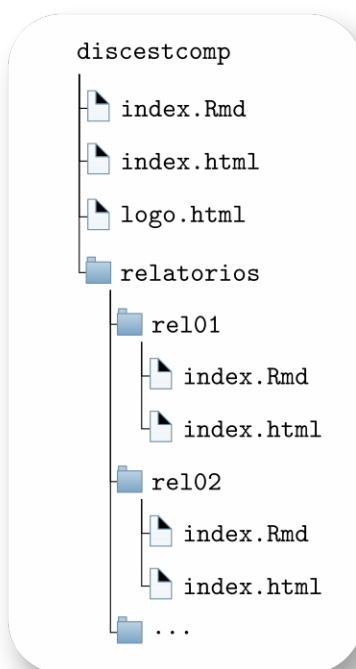 discestcomp
index.Rmd
index.html
logo.html
relatorios
rel01
index.Rmd
index.html
rel02
index.Rmd
index.html
...